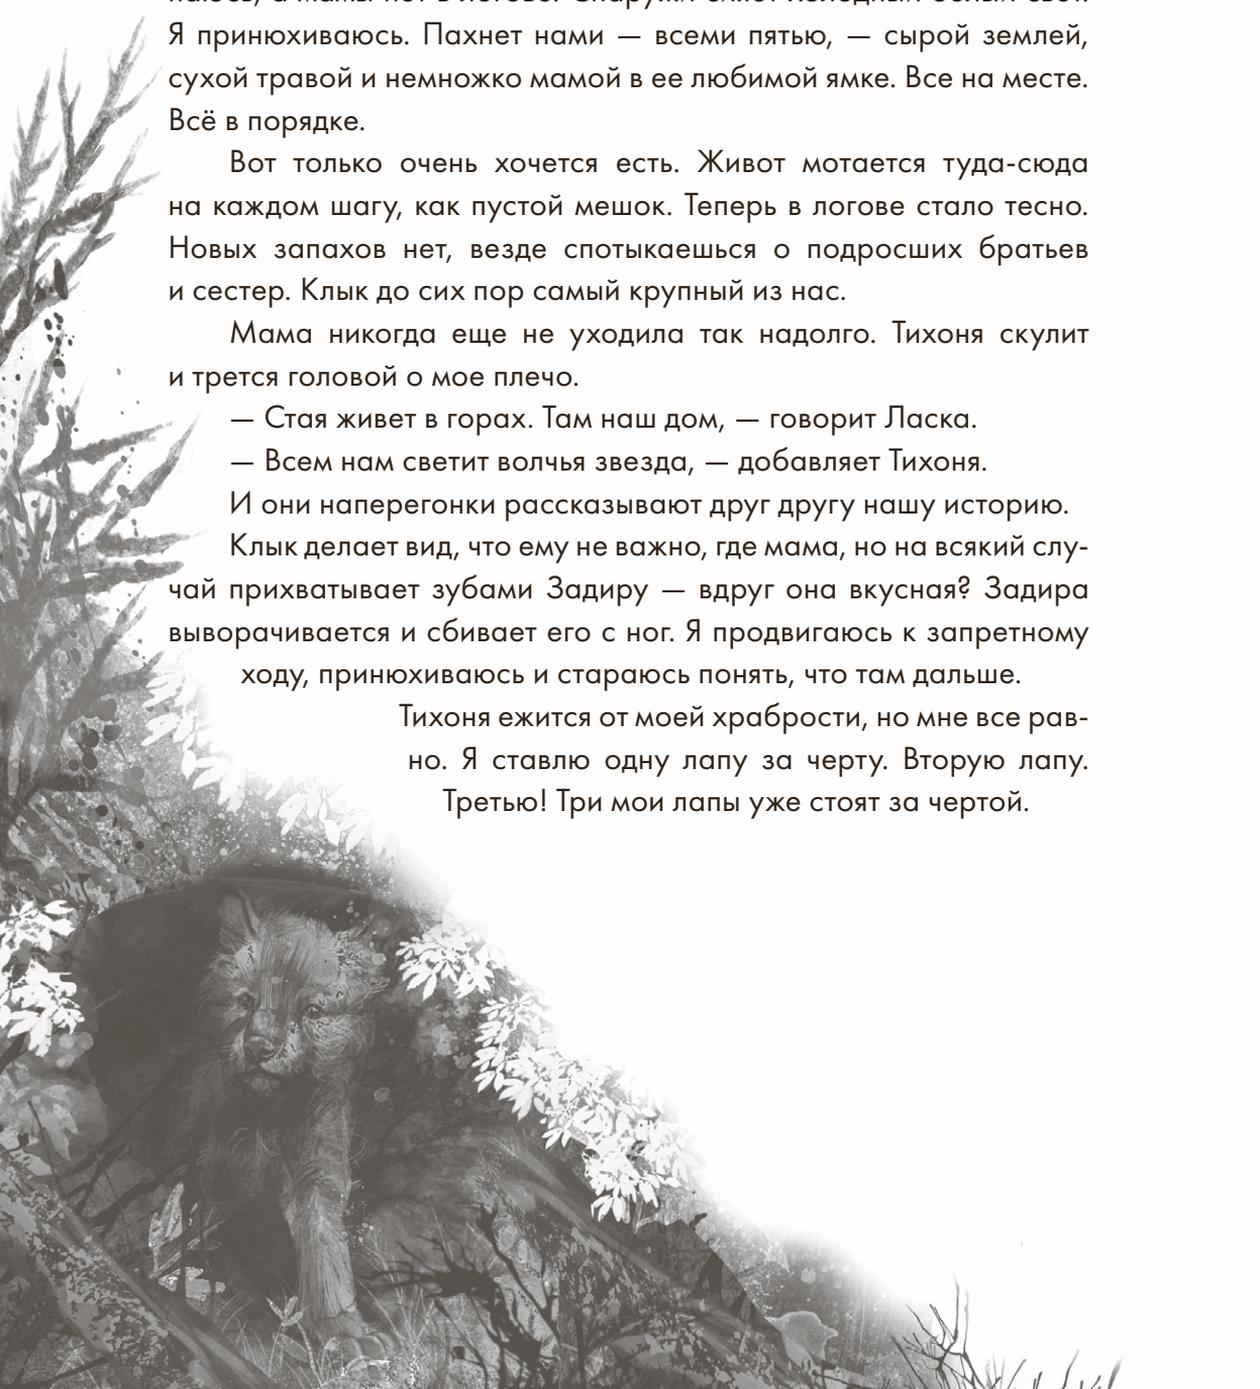 Я принюхиваюсь. Пахнет нами — всеми пятью, — сырой землей,
сухой травой и немножко мамой в ее любимой ямке. Все на месте.
Всё в порядке.
Вот только очень хочется есть. Живот мотается туда-сюда
на каждом шагу, как пустой мешок. Теперь в логове стало тесно.
Новых запахов нет, везде спотыкаешься о подросших братьев
и сестер. Клык до сих пор самый крупный из нас.
Мама никогда еще не уходила так надолго. Тихоня скулит
и трется головой о мое плечо.
— Стая живет в горах. Там наш дом, — говорит Ласка.
— Всем нам светит волчья звезда, — добавляет Тихоня.
И они наперегонки рассказывают друг другу нашу историю.
Клык делает вид, что ему не важно, где мама, но на всякий слу-
чай прихватывает зубами Задиру — вдруг она вкусная? Задира
выворачивается и сбивает его с ног. Я продвигаюсь к запретному
ходу, принюхиваюсь и стараюсь понять, что там дальше.
Тихоня ежится от моей храбрости, но мне все рав-
но. Я ставлю одну лапу за черту. Вторую лапу.
Третью! Три мои лапы уже стоят за чертой.